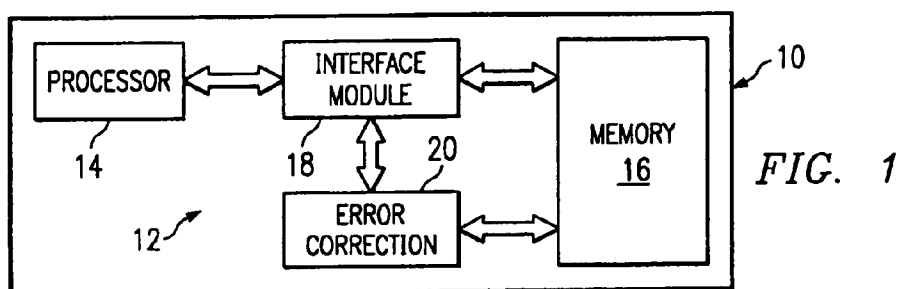 PROCESSOR
14
INTERFACE
MODULE
18
20
ERROR
CORRECTION
12
MEMORY
16
10
FIG. 1